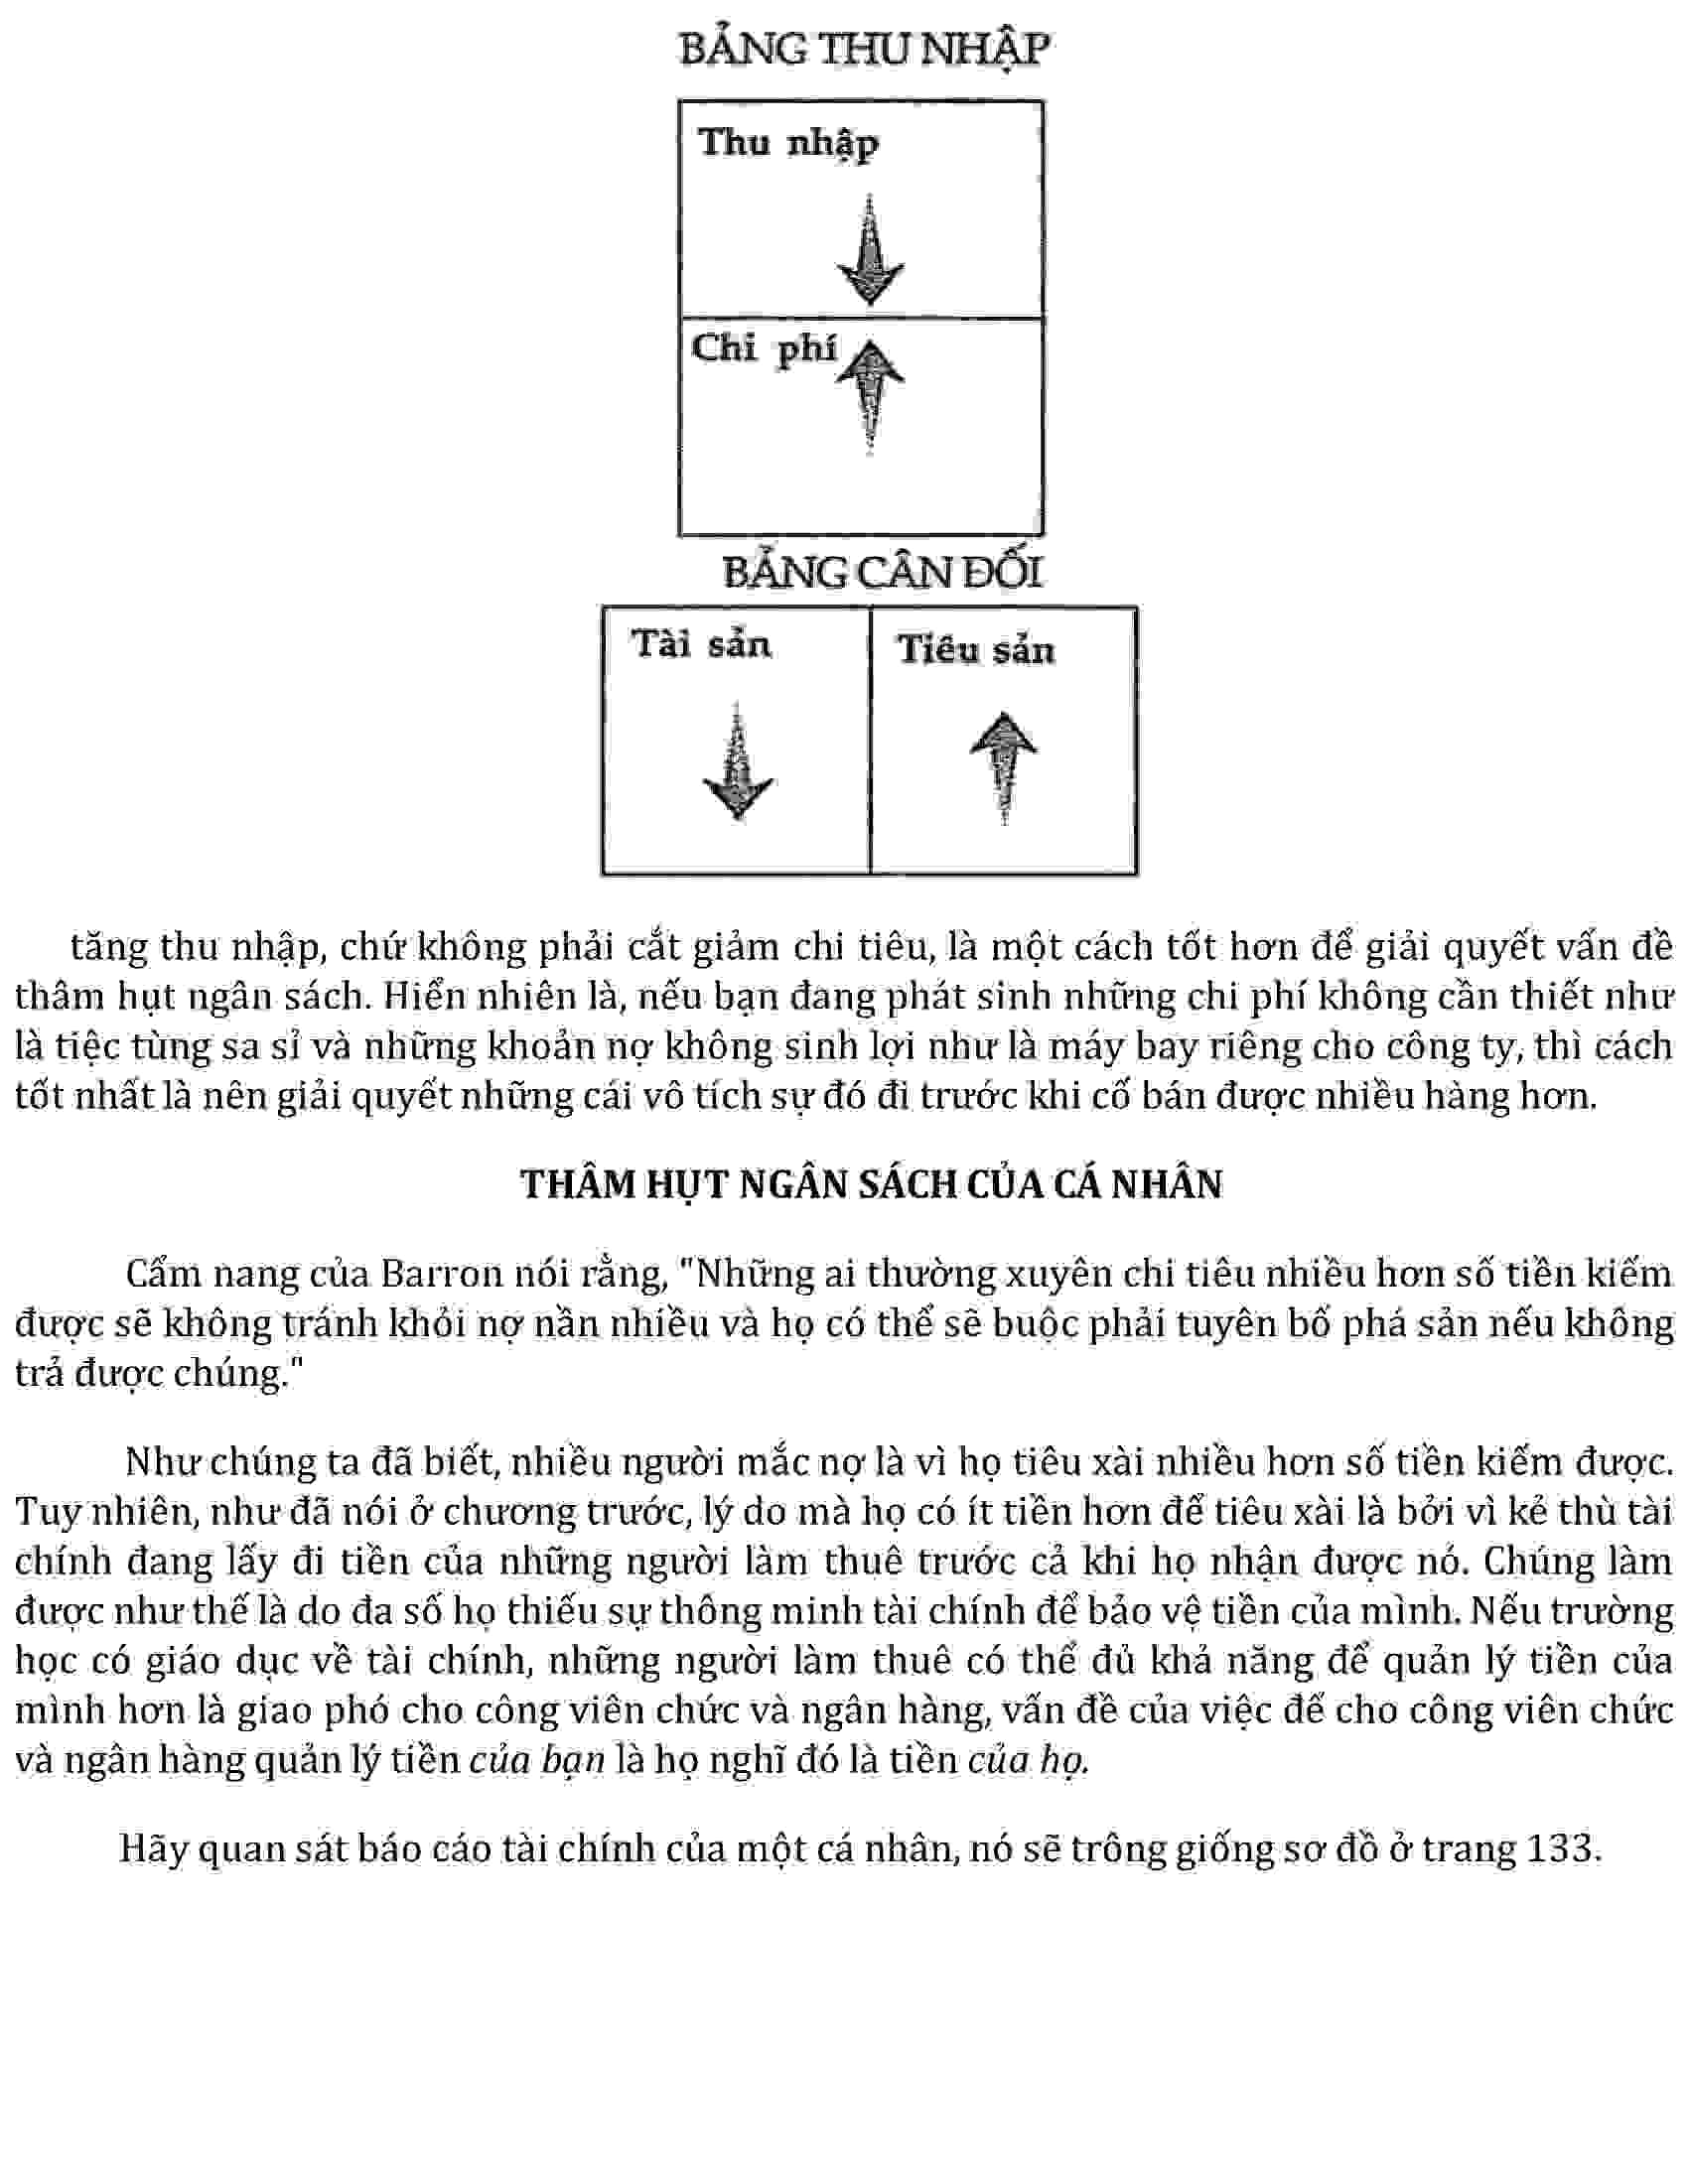 BẢNG THU NHẬP
Thu nhập
Chi phí
BẢNG CÂN ĐỐI
Tài sản
Tiêu sản
tăng thu nhập, chứ không phải cắt giảm chi tiêu, là một cách tốt hơn để giải quyết vấn đề
thâm hụt ngân sách. Hiển nhiên là, nếu bạn đang phát sinh những chi phí không cần thiết như
là tiệc tùng sa sỉ và những khoản nợ không sinh lợi như là máy bay riêng cho công ty, thì cách
tốt nhất là nên giải quyết những cái vô tích sự đó đi trước khi cố bán được nhiều hàng hơn.
THÂM HỤT NGÂN SÁCH CỦA CÁ NHÂN
Cẩm nang của Barron nói rằng, "Những ai thường xuyên chi tiêu nhiều hơn số tiền kiếm
được sẽ không tránh khỏi nợ nần nhiều và họ có thể sẽ buộc phải tuyên bố phá sản nếu không
trả được chúng."
Như chúng ta đã biết, nhiều người mắc nợ là vì họ tiêu xài nhiều hơn số tiền kiếm được.
Tuy nhiên, như đã nói ở chương trước, lý do mà họ có ít tiền hơn để tiêu xài là bởi vì kẻ thù tài
chính đang lấy đi tiền của những người làm thuê trước cả khi họ nhận được nó. Chúng làm
được như thế là do đa số họ thiếu sự thông minh tài chính để bảo vệ tiền của mình. Nếu trường
học có giáo dục về tài chính, những người làm thuê có thể đủ khả năng để quản lý tiền của
mình hơn là giao phó cho công viên chức và ngân hàng, vấn đề của việc để cho công viên chức
và ngân hàng quản lý tiền của bạn là họ nghĩ đó là tiền của họ.
Hãy quan sát báo cáo tài chính của một cá nhân, nó sẽ trông giống sơ đồ ở trang 133.